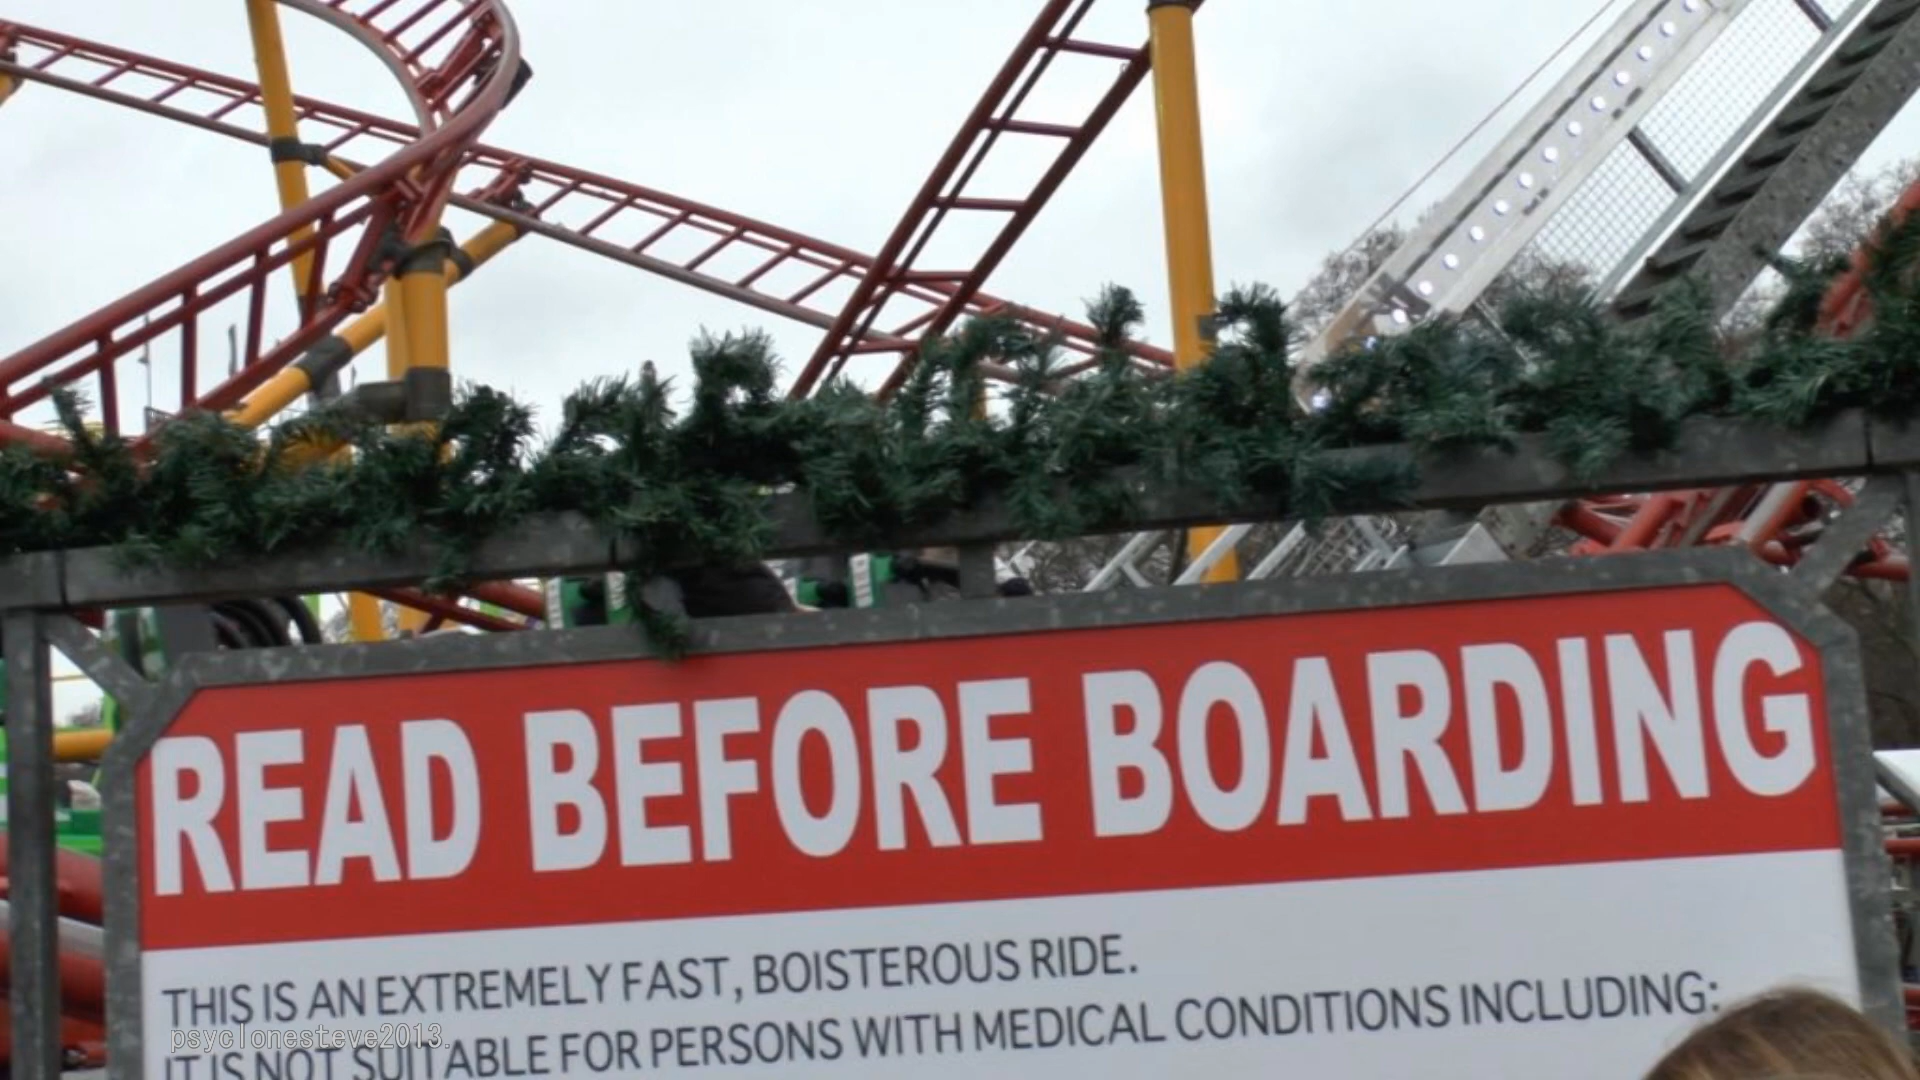 READ BEFORE BOARDING
THIS IS AN EXTREMELY FAST, BOISTEROUS RIDE.
IT IS NOT SUITABLE FOR PERSONS WITH MEDICAL CONDITIONS INCLUDING:
psyclonesteve2013.